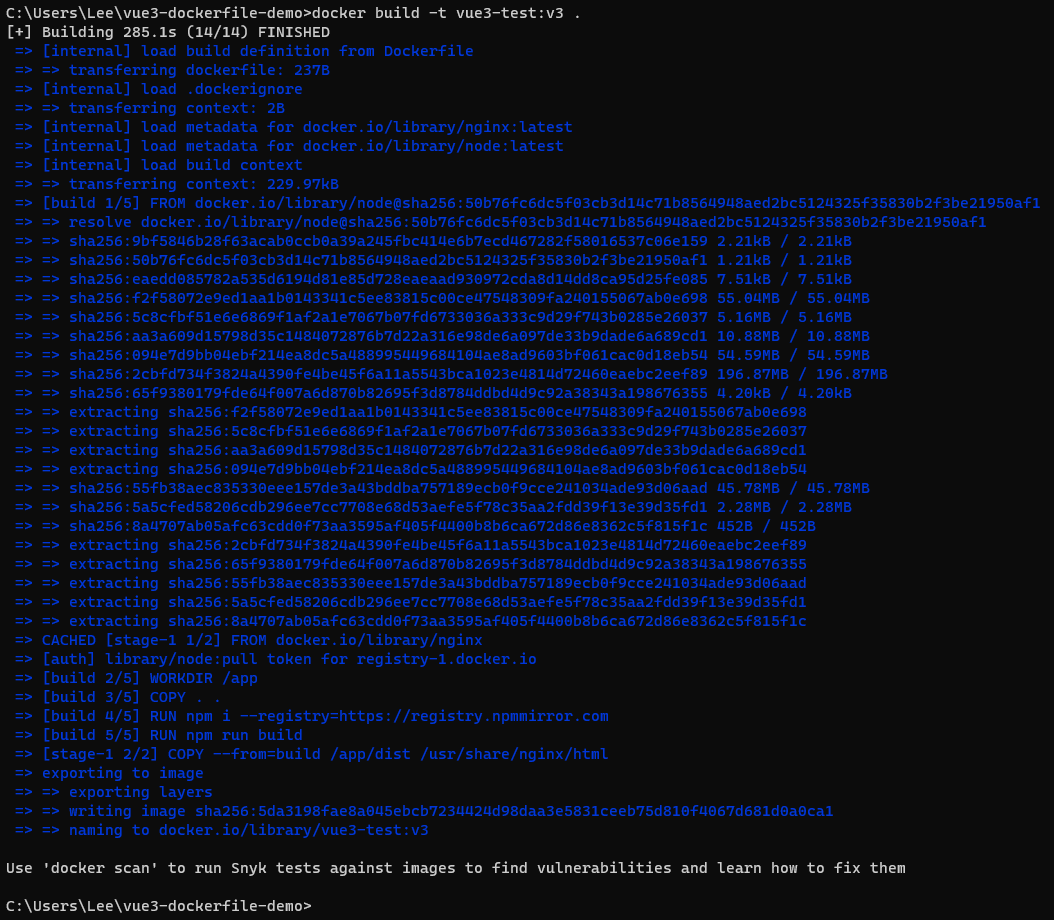 C:\Users\Lee\vue3-dockerfile-demo>docker build -t vue3-test:v3 .
[+] Building 285.1s (14/14) FINISHED
=> [internal] load build definition from Dockerfile
=> => transferring dockerfile: 237B
=> [internal] load .dockerignore
=> => transferring context: 2B
=> [internal] load metadata for docker.io/library/nginx:latest
=> [internal] load metadata for docker.io/library/node:latest
=> [internal] load build context
=> => transferring context: 229.97kB
=> [build 1/5] FROM docker.io/library/node@sha256:50b76fc6dc5f03cb3d14c71b8564948aed2bc5124325f35830b2f3be21950af1
=> => resolve docker.io/library/node@sha256:50b76fc6dc5f03cb3d14c71b8564948aed2bc5124325f35830b2f3be21950af1
=> => sha256:9bf5846b28f63acab0ccb0a39a245fbc414e6b7ecd467282f58016537c06e159 2.21kB / 2.21kB
=> => sha256:50b76fc6dc5f03cb3d14c71b8564948aed2bc5124325f35830b2f3be21950af1 1.21kB / 1.21kB
=> => sha256:eaedd085782a535d6194d81e85d728eaeaad930972cda8d14dd8ca95d25fe085 7.51kB / 7.51kB
=> => sha256:f2f58072e9ed1aa1b0143341c5ee83815c00ce47548309fa240155067ab0e698 55.04MB / 55.04MB
=> => sha256:5c8cfbf51e6e6869f1af2a1e7067b07fd6733036a333c9d29f743b0285e26037 5.16MB / 5.16MB
=> => sha256:aa3a609d15798d35c1484072876b7d22a316e98de6a097de33b9dade6a689cd1 10.88MB / 10.88MB
=> => sha256:094e7d9bb04ebf214ea8dc5a488995449684104ae8ad9603bf061cac0d18eb54 54.59MB / 54.59MB
=> => sha256:2cbfd734f3824a4390fe4be45f6a11a5543bca1023e4814d72460eaebc2eef89 196.87MB / 196.87MB
=> => sha256:65f9380179fde64f007a6d870b82695f3d8784ddbd4d9c92a38343a198676355 4.20kB / 4.20kB
=> => extracting sha256:f2f58072e9ed1aa1b0143341c5ee83815c00ce47548309fa240155067ab0e698
=> => extracting sha256:5c8cfbf51e6e6869f1af2a1e7067b07fd6733036a333c9d29f743b0285e26037
=> => extracting sha256:aa3a609d15798d35c1484072876b7d22a316e98de6a097de33b9dade6a689cd1
=> => extracting sha256:094e7d9bb04ebf214ea8dc5a488995449684104ae8ad9603bf061cac0d18eb54
=> => sha256:55fb38aec835330eee157de3a43bddba757189ecb0f9cce241034ade93d06aad 45.78MB / 45.78MB
=> => sha256:5a5cfed58206cdb296ee7cc7708e68d53aefe5f78c35aa2fdd39f13e39d35fd1 2.28MB / 2.28MB
=> => sha256:8a4707ab05afc63cdd0f73aa3595af405f4400b8b6ca672d86e8362c5f815f1c 452B / 452B
=> => extracting sha256:2cbfd734f3824a4390fe4be45f6a11a5543bca1023e4814d72460eaebc2eef89
=> => extracting sha256:65f9380179fde64f007a6d870b82695f3d8784ddbd4d9c92a38343a198676355
=> => extracting sha256:55fb38aec835330eee157de3a43bddba757189ecb0f9cce241034ade93d06aad
=> => extracting sha256:5a5cfed58206cdb296ee7cc7708e68d53aefe5f78c35aa2fdd39f13e39d35fd1
=> => extracting sha256:8a4707ab05afc63cdd0f73aa3595af405f4400b8b6ca672d86e8362c5f815f1c
=> CACHED [stage-1 1/2] FROM docker.io/library/nginx
=> [auth] library/node:pull token for registry-1.docker.io
=> [build 2/5] WORKDIR /app
=> [build 3/5] COPY . .
=> [build 4/5] RUN npm i --registry=https://registry.npmmirror.com
=> [build 5/5] RUN npm run build
=> [stage-1 2/2] COPY --from=build /app/dist /usr/share/nginx/html
=> exporting to image
=> => exporting layers
=> => writing image sha256:5da3198fae8a045ebcb7234424d98daa3e5831ceeb75d810f4067d681d0a0ca1
=> => naming to docker.io/library/vue3-test:v3
Use 'docker scan' to run Snyk tests against images to find vulnerabilities and learn how to fix them
C:\Users\Lee\vue3-dockerfile-demo>